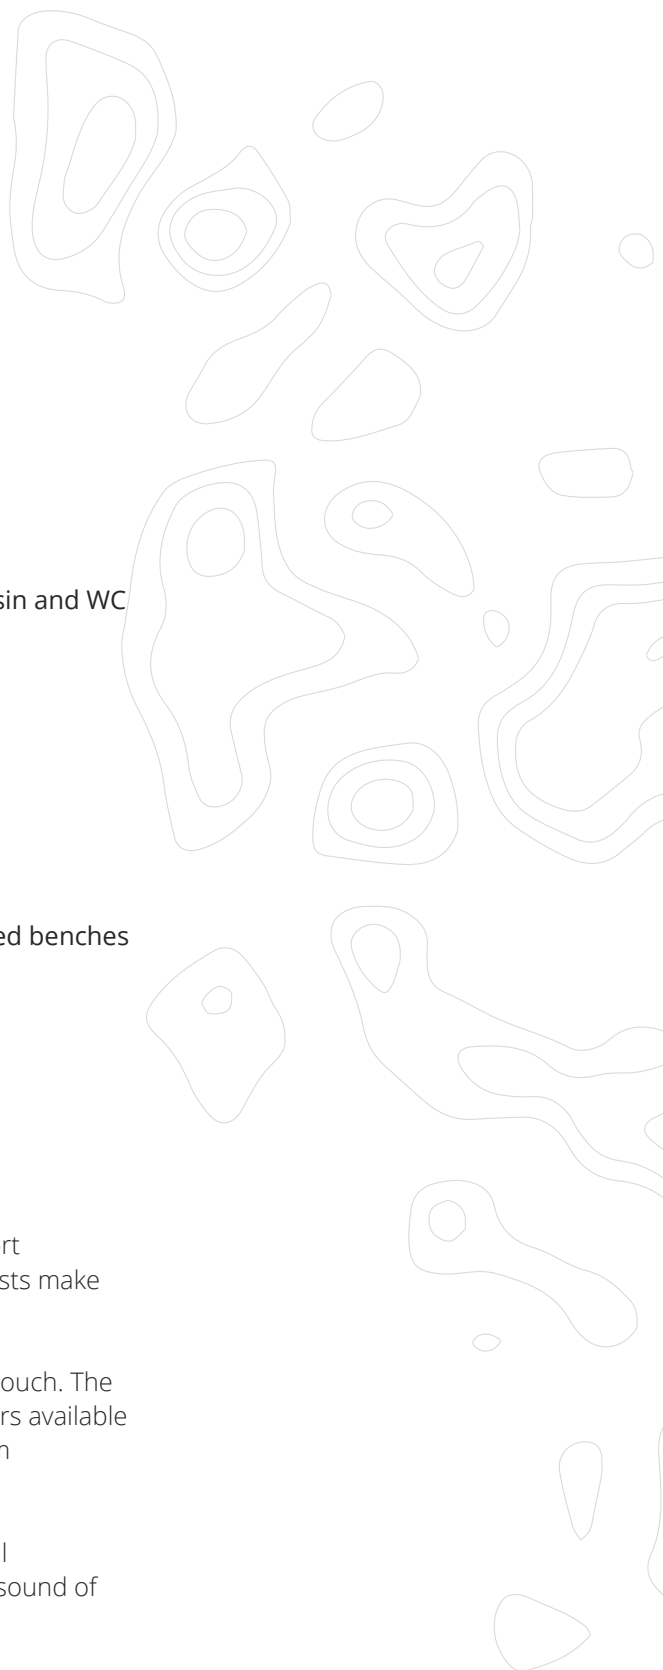 sin and WC
ed benches
rt
sts make
ouch. The
rs available
n
l
sound of